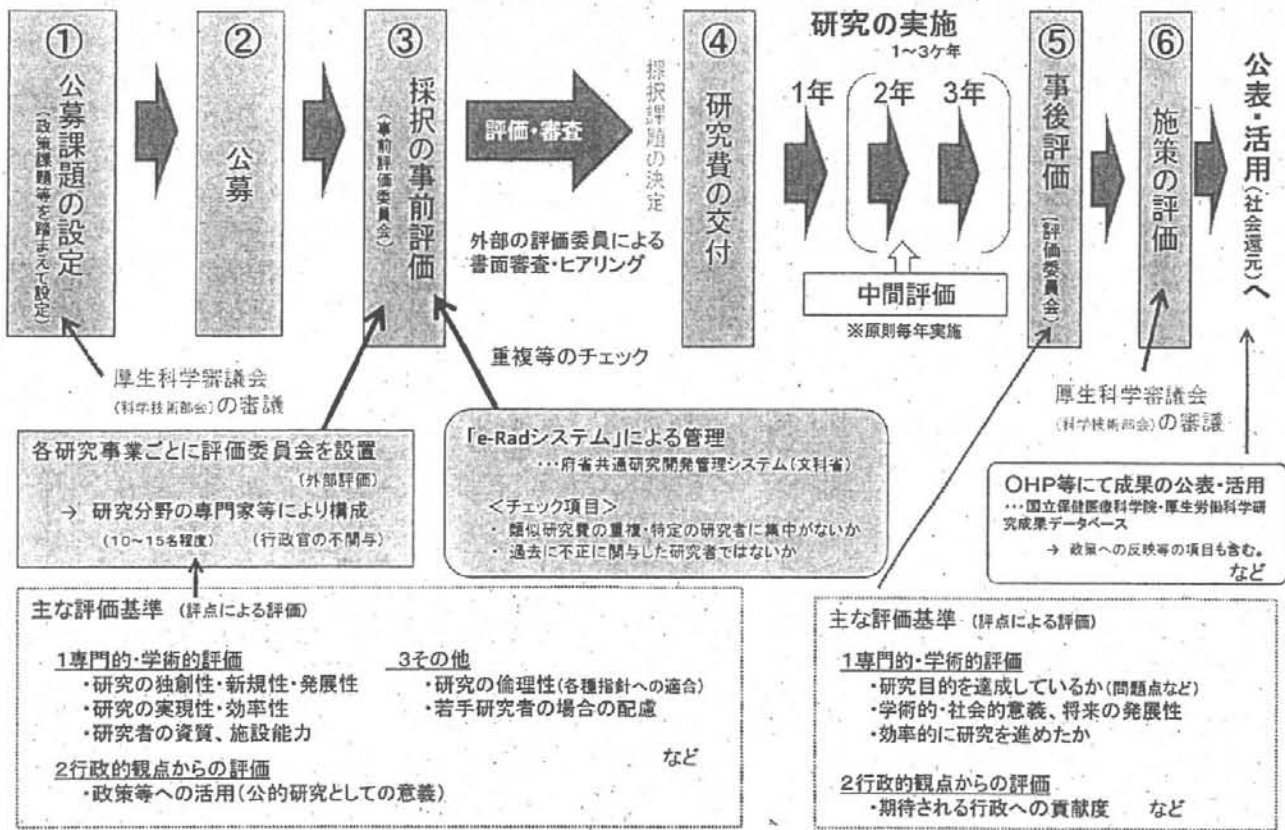 ①
公募課題の設定
(政策課題等を踏まえて設定)
②
公募
③
採択の事前評価
(事前評価委員会)
評価・審査
外部の評価委員による
書面審査・ヒアリング
採択課題の決定
④
研究費の交付
研究の実施
1～3ケ年
1年
2年
3年
中間評価
※原則毎年実施
⑤
事後評価
(評価委員会)
⑥
施策の評価
公表・活用(社会還元)へ
重複等のチェック
厚生科学審議会
(科学技術部会)の審議
厚生科学審議会
(科学技術部会)の審議
各研究事業ごとに評価委員会を設置
(外部評価)
→ 研究分野の専門家等により構成
(10～15名程度) (行政官の不関与)
「e-Radシステム」による管理
・・・府省共通研究開発管理システム(文科省)
＜チェック項目＞
・ 類似研究費の重複・特定の研究者に集中がないか
・ 過去に不正に関与した研究者ではないか
○HP等にて成果の公表・活用
・・・国立保健医療科学院・厚生労働科学研
究成果データベース
→ 政策への反映等の項目も含む。
など
主な評価基準 (評点による評価)
1専門的・学術的評価
・研究の独創性・新規性・発展性
・研究の実現性・効率性
・研究者の資質、施設能力
2行政的観点からの評価
・政策等への活用(公的研究としての意義)
3その他
・研究の倫理性(各種指針への適合)
・若手研究者の場合の配慮
など
主な評価基準 (評点による評価)
1専門的・学術的評価
・研究目的を達成しているか(問題点など)
・学術的・社会的意義、将来の発展性
・効率的に研究を進めたか
2行政的観点からの評価
・期待される行政への貢献度 など